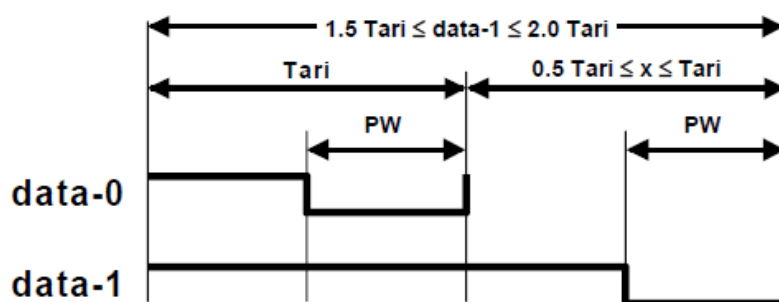 1.5 Tari ≤ data-1 ≤ 2.0 Tari
Tari 0.5 Tari ≤ x ≤ Tari
PW PW
data-0
data-1